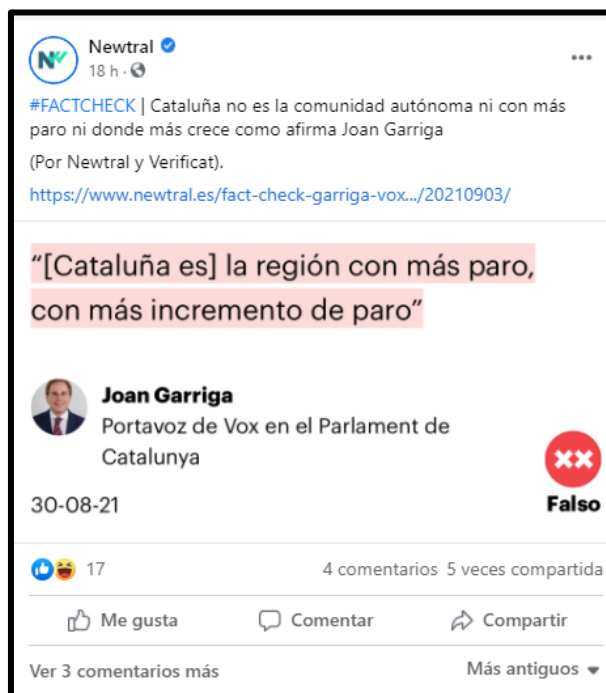 Newtral
18 h ·
#FACTCHECK | Cataluña no es la comunidad autónoma ni con más
paro ni donde más crece como afirma Joan Garriga
(Por Newtral y Verificat).
https://www.newtral.es/fact-check-garriga-vox.../20210903/
“[Cataluña es] la región con más paro,
con más incremento de paro”
Joan Garriga
Portavoz de Vox en el Parlament de
Catalunya
30-08-21
Falso
17
4 comentarios 5 veces compartida
Me gusta
Comentar
Compartir
Ver 3 comentarios más
Más antiguos